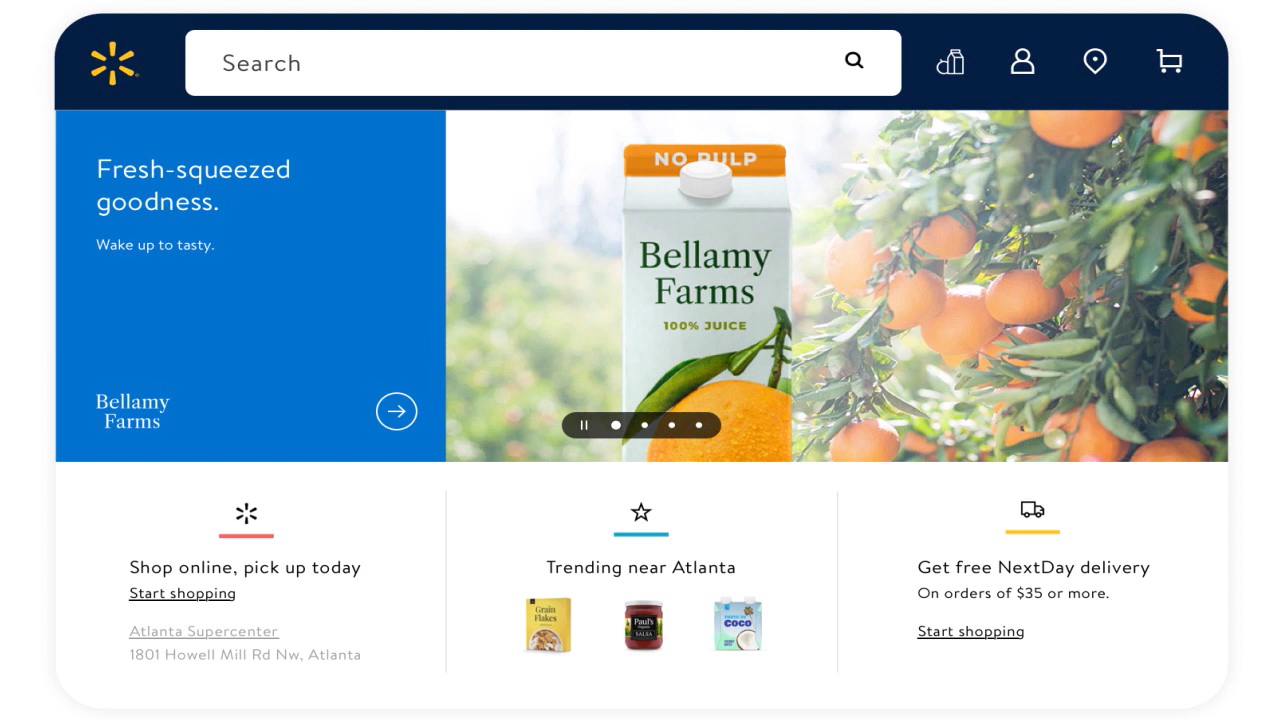 Search
Fresh-squeezed
goodness.
Wake up to tasty.
Bellamy
Farms
NO PULP
Bellamy
Farms
100% JUICE
Shop online, pick up today
Start shopping
Atlanta Supercenter
1801 Howell Mill Rd Nw, Atlanta
Trending near Atlanta
Grain
Flakes
Paul's
SALSA
COCO
Get free NextDay delivery
On orders of $35 or more.
Start shopping